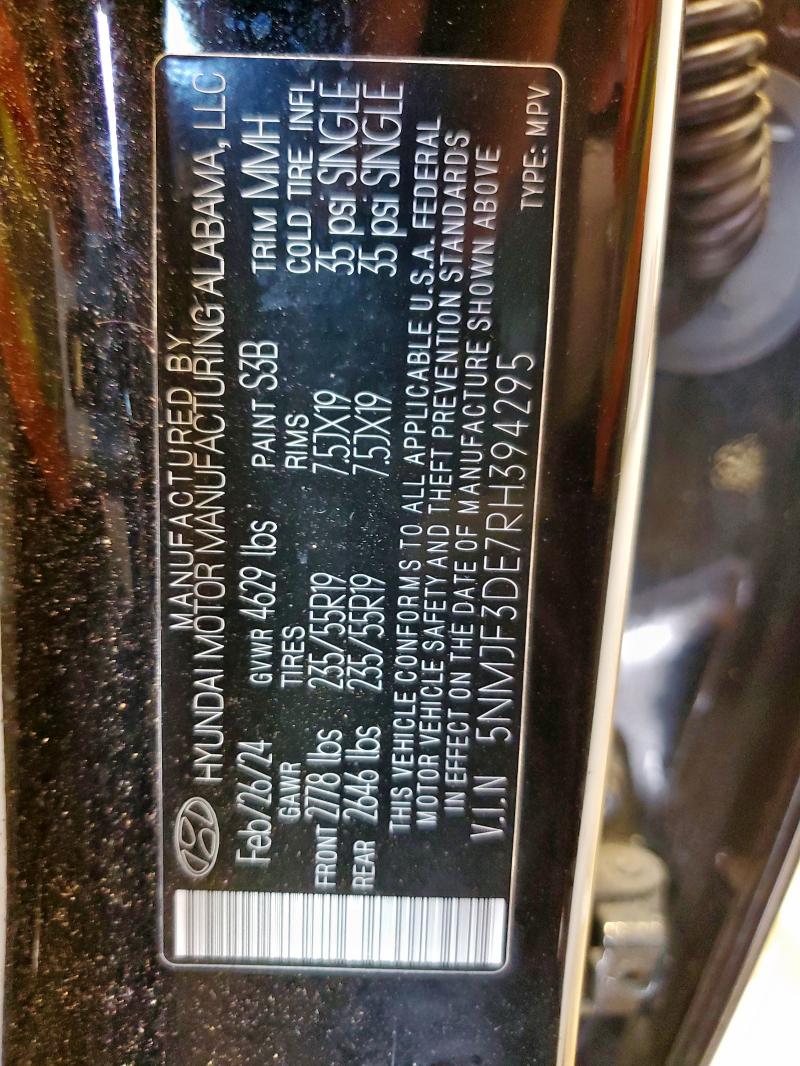 MANUFACTURED BY
HYUNDAI MOTOR MANUFACTURING ALABAMA, LLC
Feb/26/24 GVWR 4629 lbs PAINT S3B TRIM MMH
GAWR TIRES RIMS COLD TIRE INFL
FRONT 2778 lbs 235/55R19 7.5JX19 35 psi SINGLE
REAR 2646 lbs 235/55R19 7.5JX19 35 psi SINGLE
THIS VEHICLE CONFORMS TO ALL APPLICABLE U.S.A. FEDERAL
MOTOR VEHICLE SAFETY AND THEFT PREVENTION STANDARDS
IN EFFECT ON THE DATE OF MANUFACTURE SHOWN ABOVE
V.I.N 5NMJF3DE7RH394295
TYPE: MPV